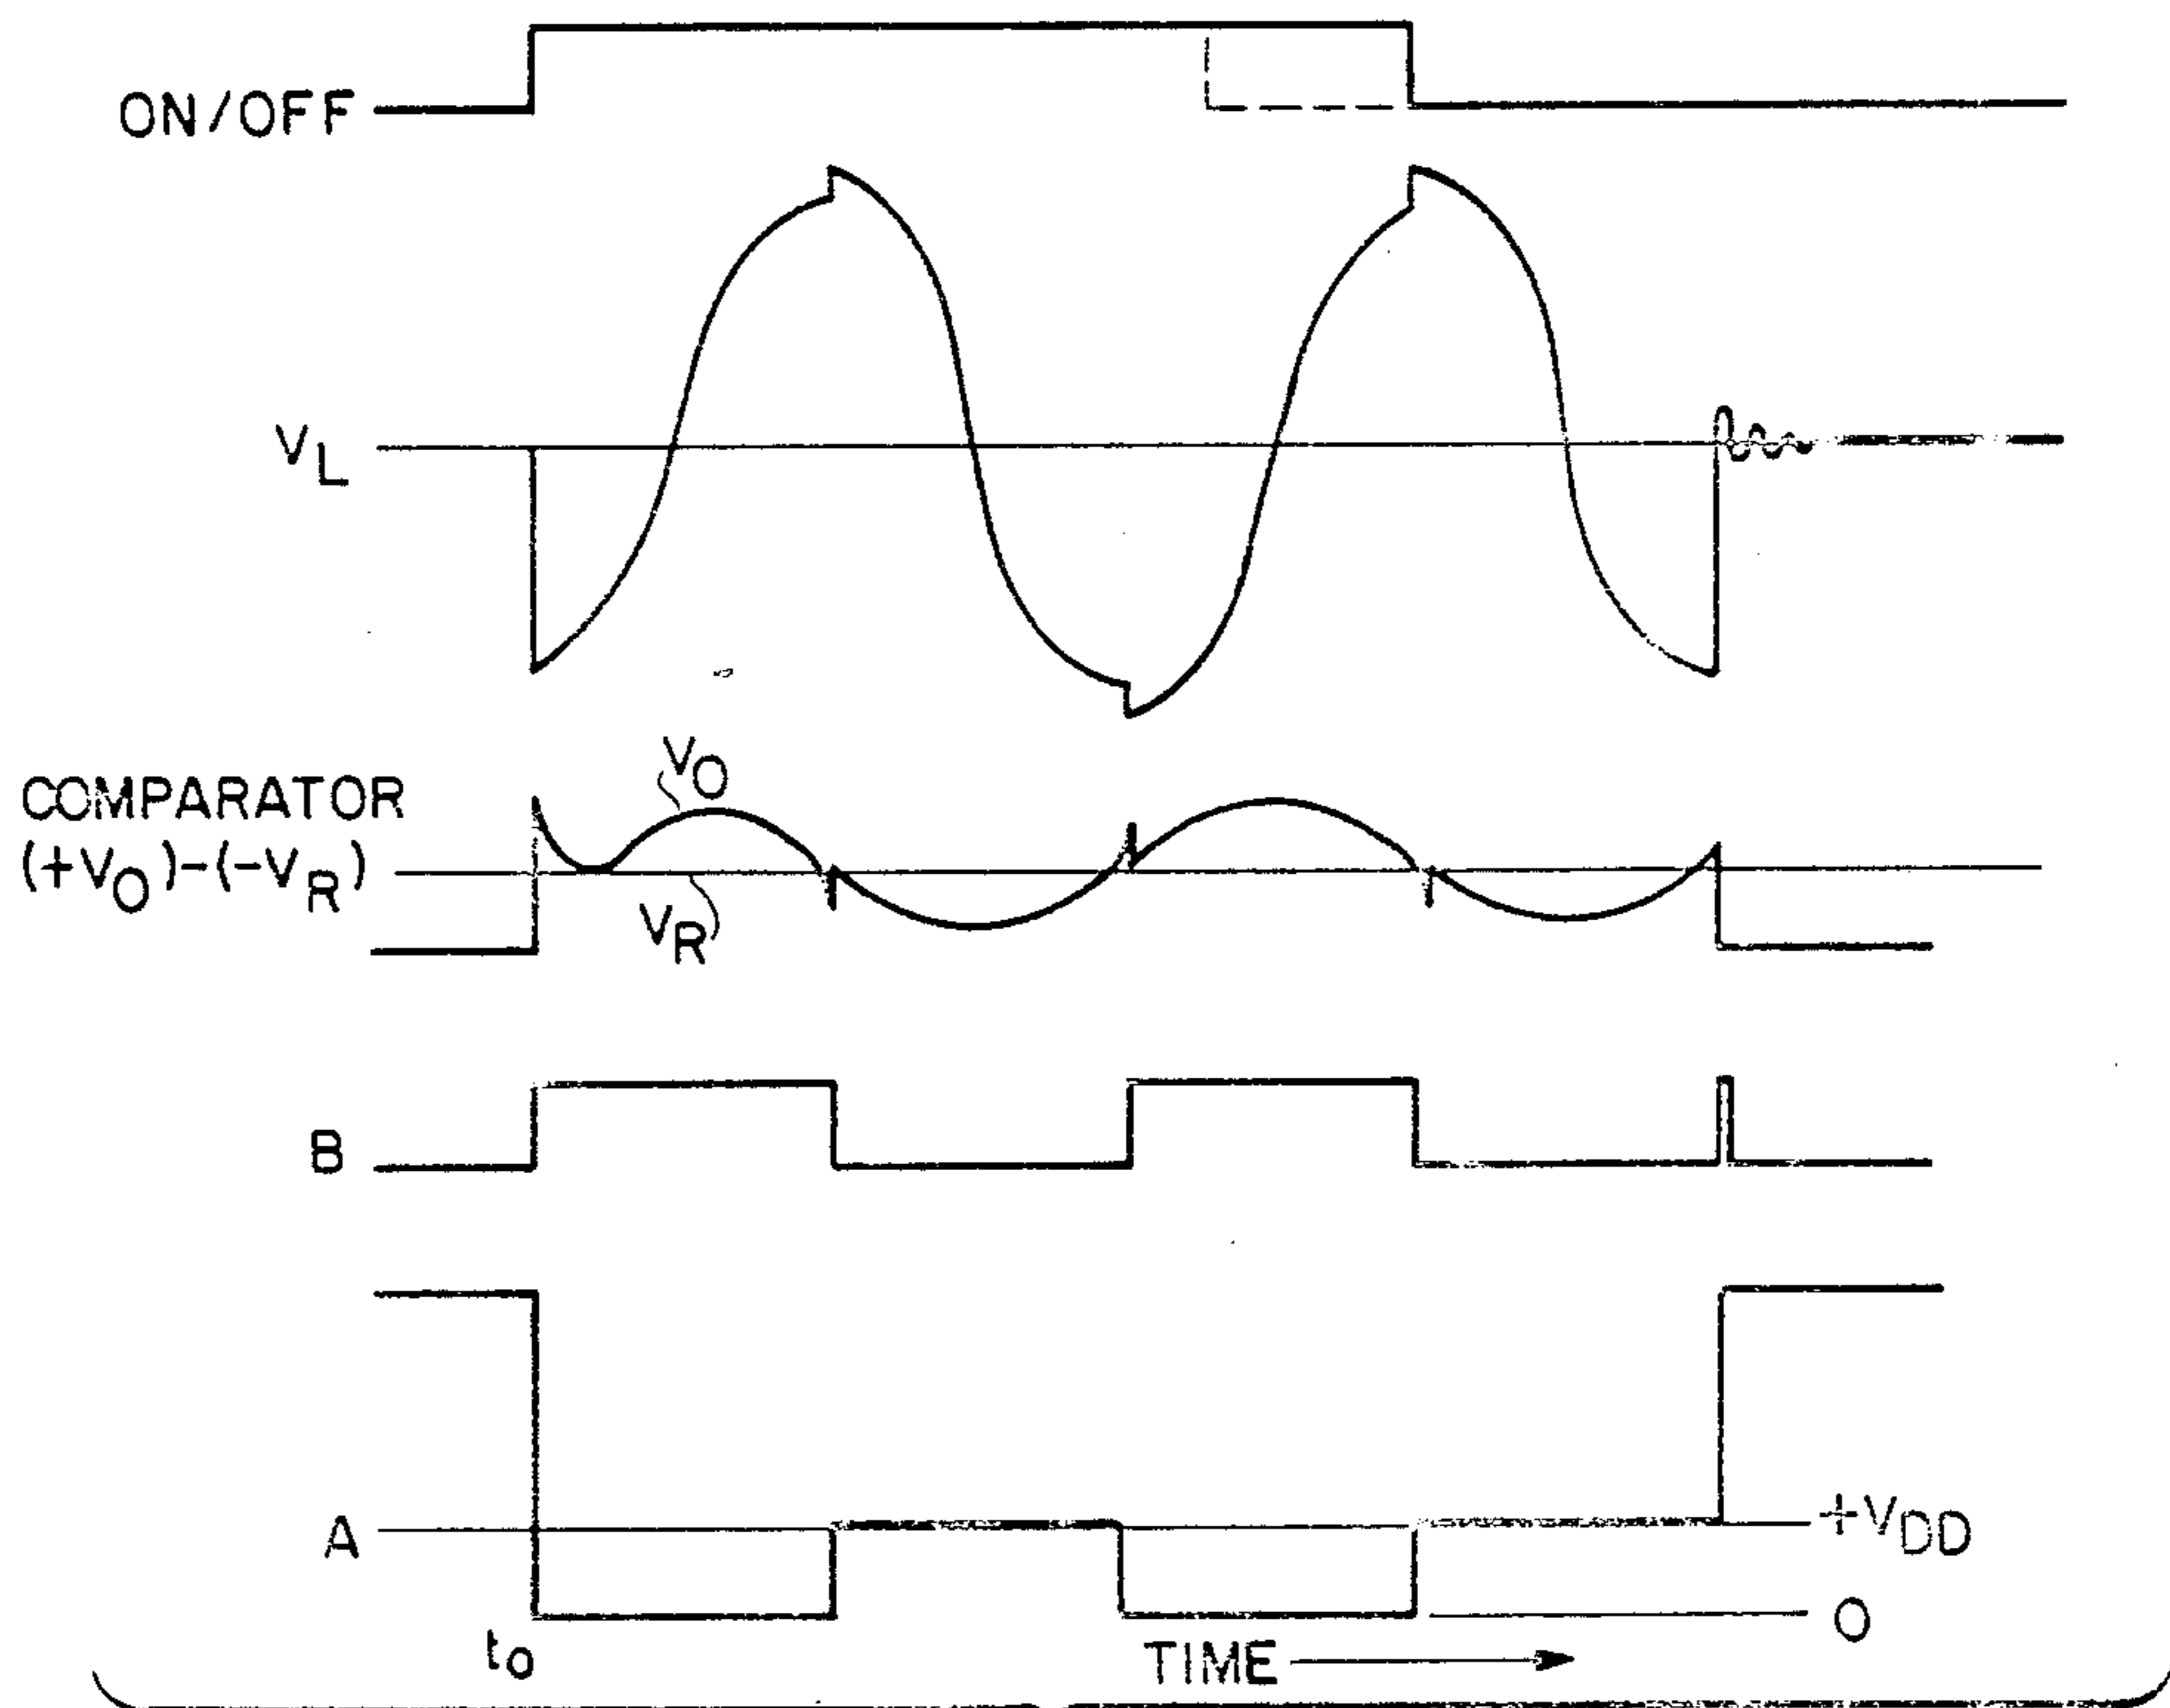 ON/OFF
VL
VO
COMPARATOR
(+VO)-(-VR)
VR
B
A
+VDD
O
to
TIME